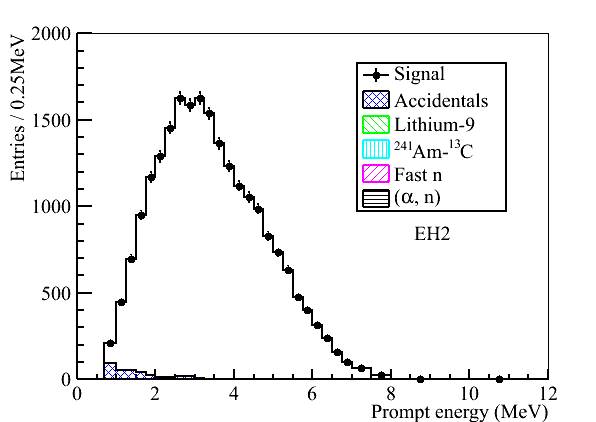 Entries / 0.25MeV
2000
1500
1000
500
0
Signal
Accidentals
Lithium-9
²⁴¹Am-¹³C
Fast n
(α, n)
EH2
0 2 4 6 8 10 12
Prompt energy (MeV)